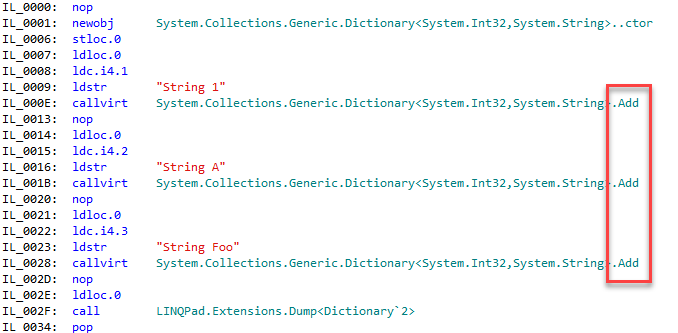 IL_0000: nop
IL_0001: newobj System.Collections.Generic.Dictionary<System.Int32,System.String>..ctor
IL_0006: stloc.0
IL_0007: ldloc.0
IL_0008: ldc.i4.1
IL_0009: ldstr "String 1"
IL_000E: callvirt System.Collections.Generic.Dictionary<System.Int32,System.String>.Add
IL_0013: nop
IL_0014: ldloc.0
IL_0015: ldc.i4.2
IL_0016: ldstr "String A"
IL_001B: callvirt System.Collections.Generic.Dictionary<System.Int32,System.String>.Add
IL_0020: nop
IL_0021: ldloc.0
IL_0022: ldc.i4.3
IL_0023: ldstr "String Foo"
IL_0028: callvirt System.Collections.Generic.Dictionary<System.Int32,System.String>.Add
IL_002D: nop
IL_002E: ldloc.0
IL_002F: call LINQPad.Extensions.Dump<Dictionary`2>
IL_0034: pop